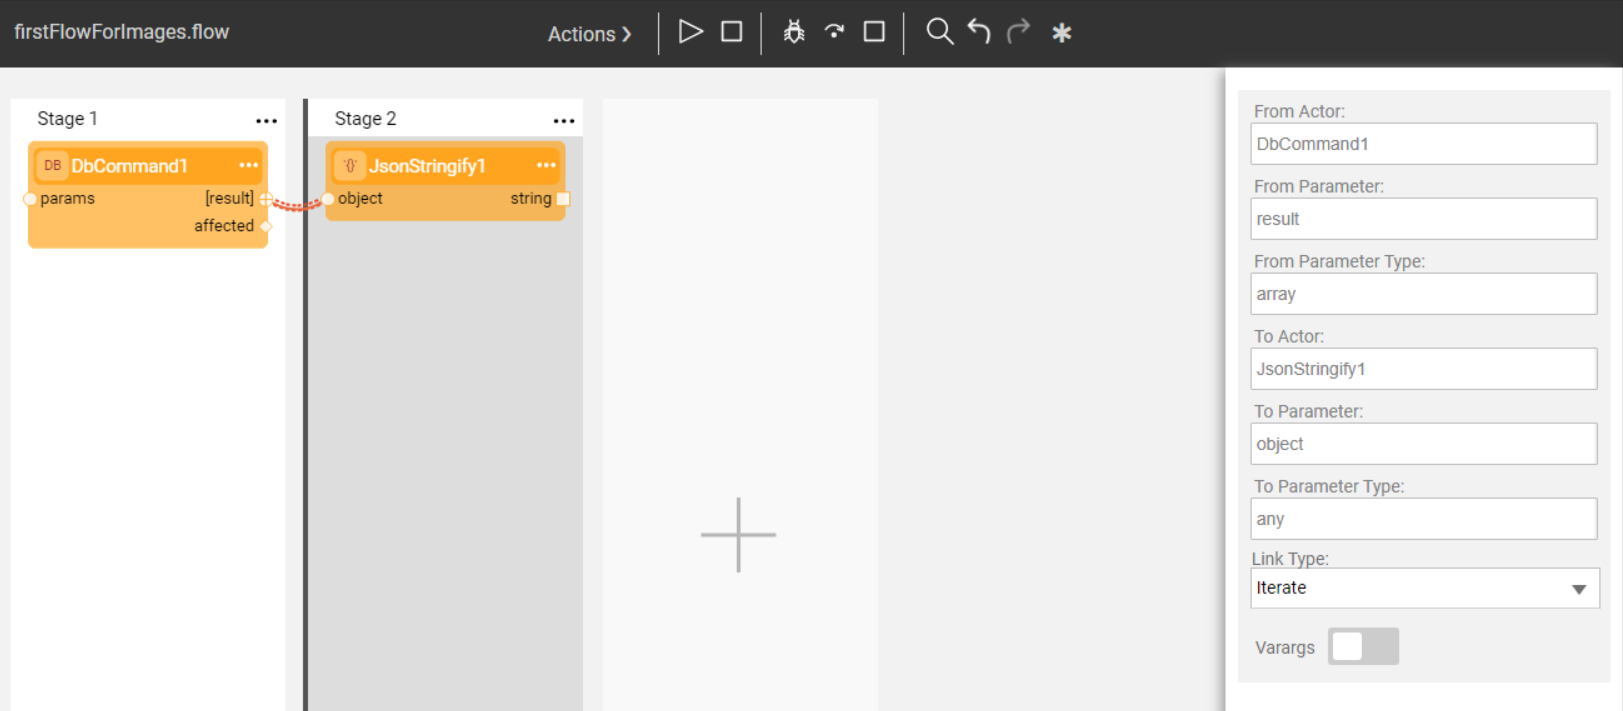 firstFlowForImages.flow
Actions
Stage 1
Stage 2
DB DbCommand1
params [result]
affected
{} JsonStringify1
object string
From Actor:
DbCommand1
From Parameter:
result
From Parameter Type:
array
To Actor:
JsonStringify1
To Parameter:
object
To Parameter Type:
any
Link Type:
Iterate
Varargs